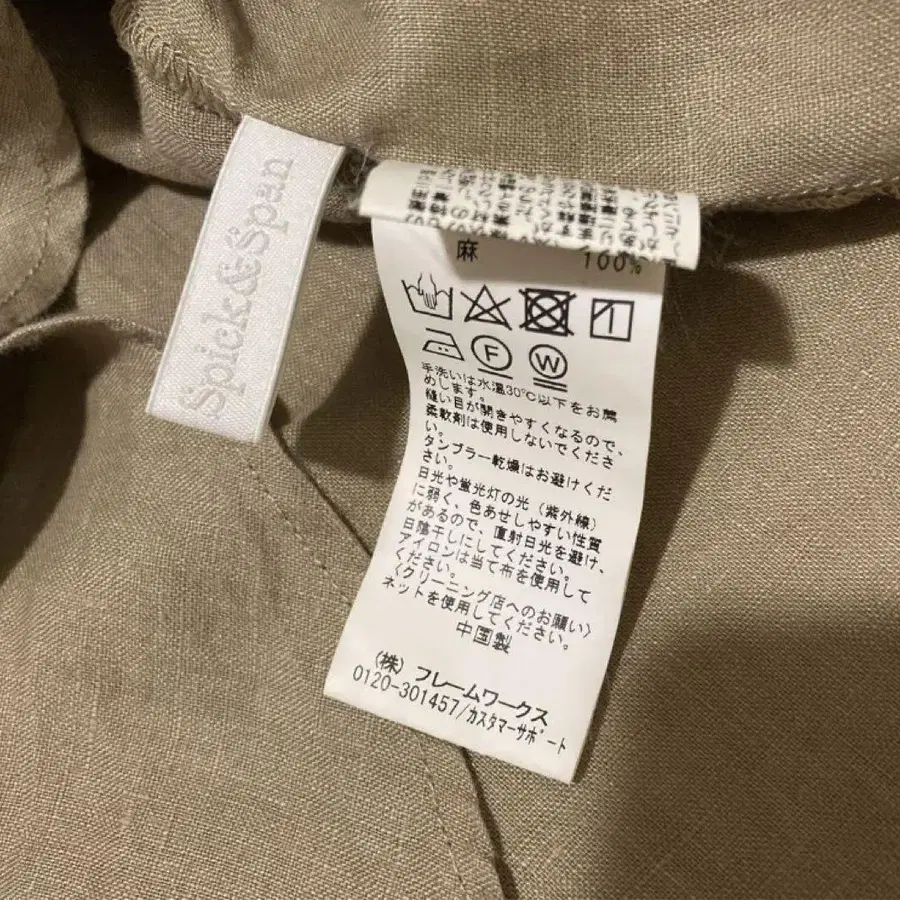 Spick&Span
麻 100%
F
W
手洗いは水温30℃以下をお薦
めします。
縫い目が開きやすくなるので、
柔軟剤は使用しないでくださ
い。
タンブラー乾燥はお避けくだ
さい。
日光や蛍光灯の光（紫外線）
に弱く、色あせしやすい性質
があるので、直射日光を避け、
日陰干しにしてください。
アイロンは当て布を使用して
ください。
〈クリーニング店へのお願い〉
ネットを使用してください。
中国製
（株）フレームワークス
0120-301457/カスタマーサポート